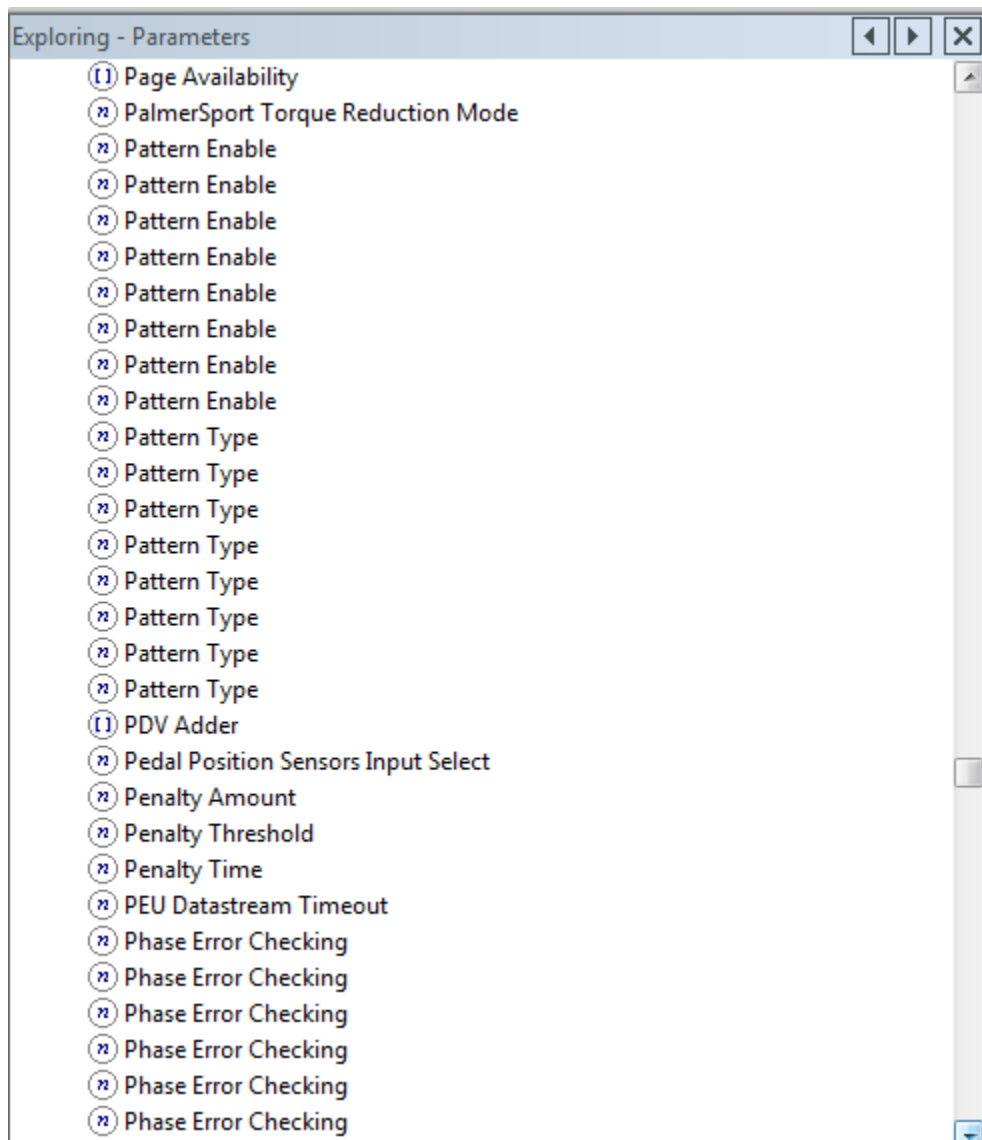 Exploring - Parameters
Page Availability
PalmerSport Torque Reduction Mode
Pattern Enable
Pattern Enable
Pattern Enable
Pattern Enable
Pattern Enable
Pattern Enable
Pattern Enable
Pattern Enable
Pattern Type
Pattern Type
Pattern Type
Pattern Type
Pattern Type
Pattern Type
Pattern Type
Pattern Type
PDV Adder
Pedal Position Sensors Input Select
Penalty Amount
Penalty Threshold
Penalty Time
PEU Datastream Timeout
Phase Error Checking
Phase Error Checking
Phase Error Checking
Phase Error Checking
Phase Error Checking
Phase Error Checking